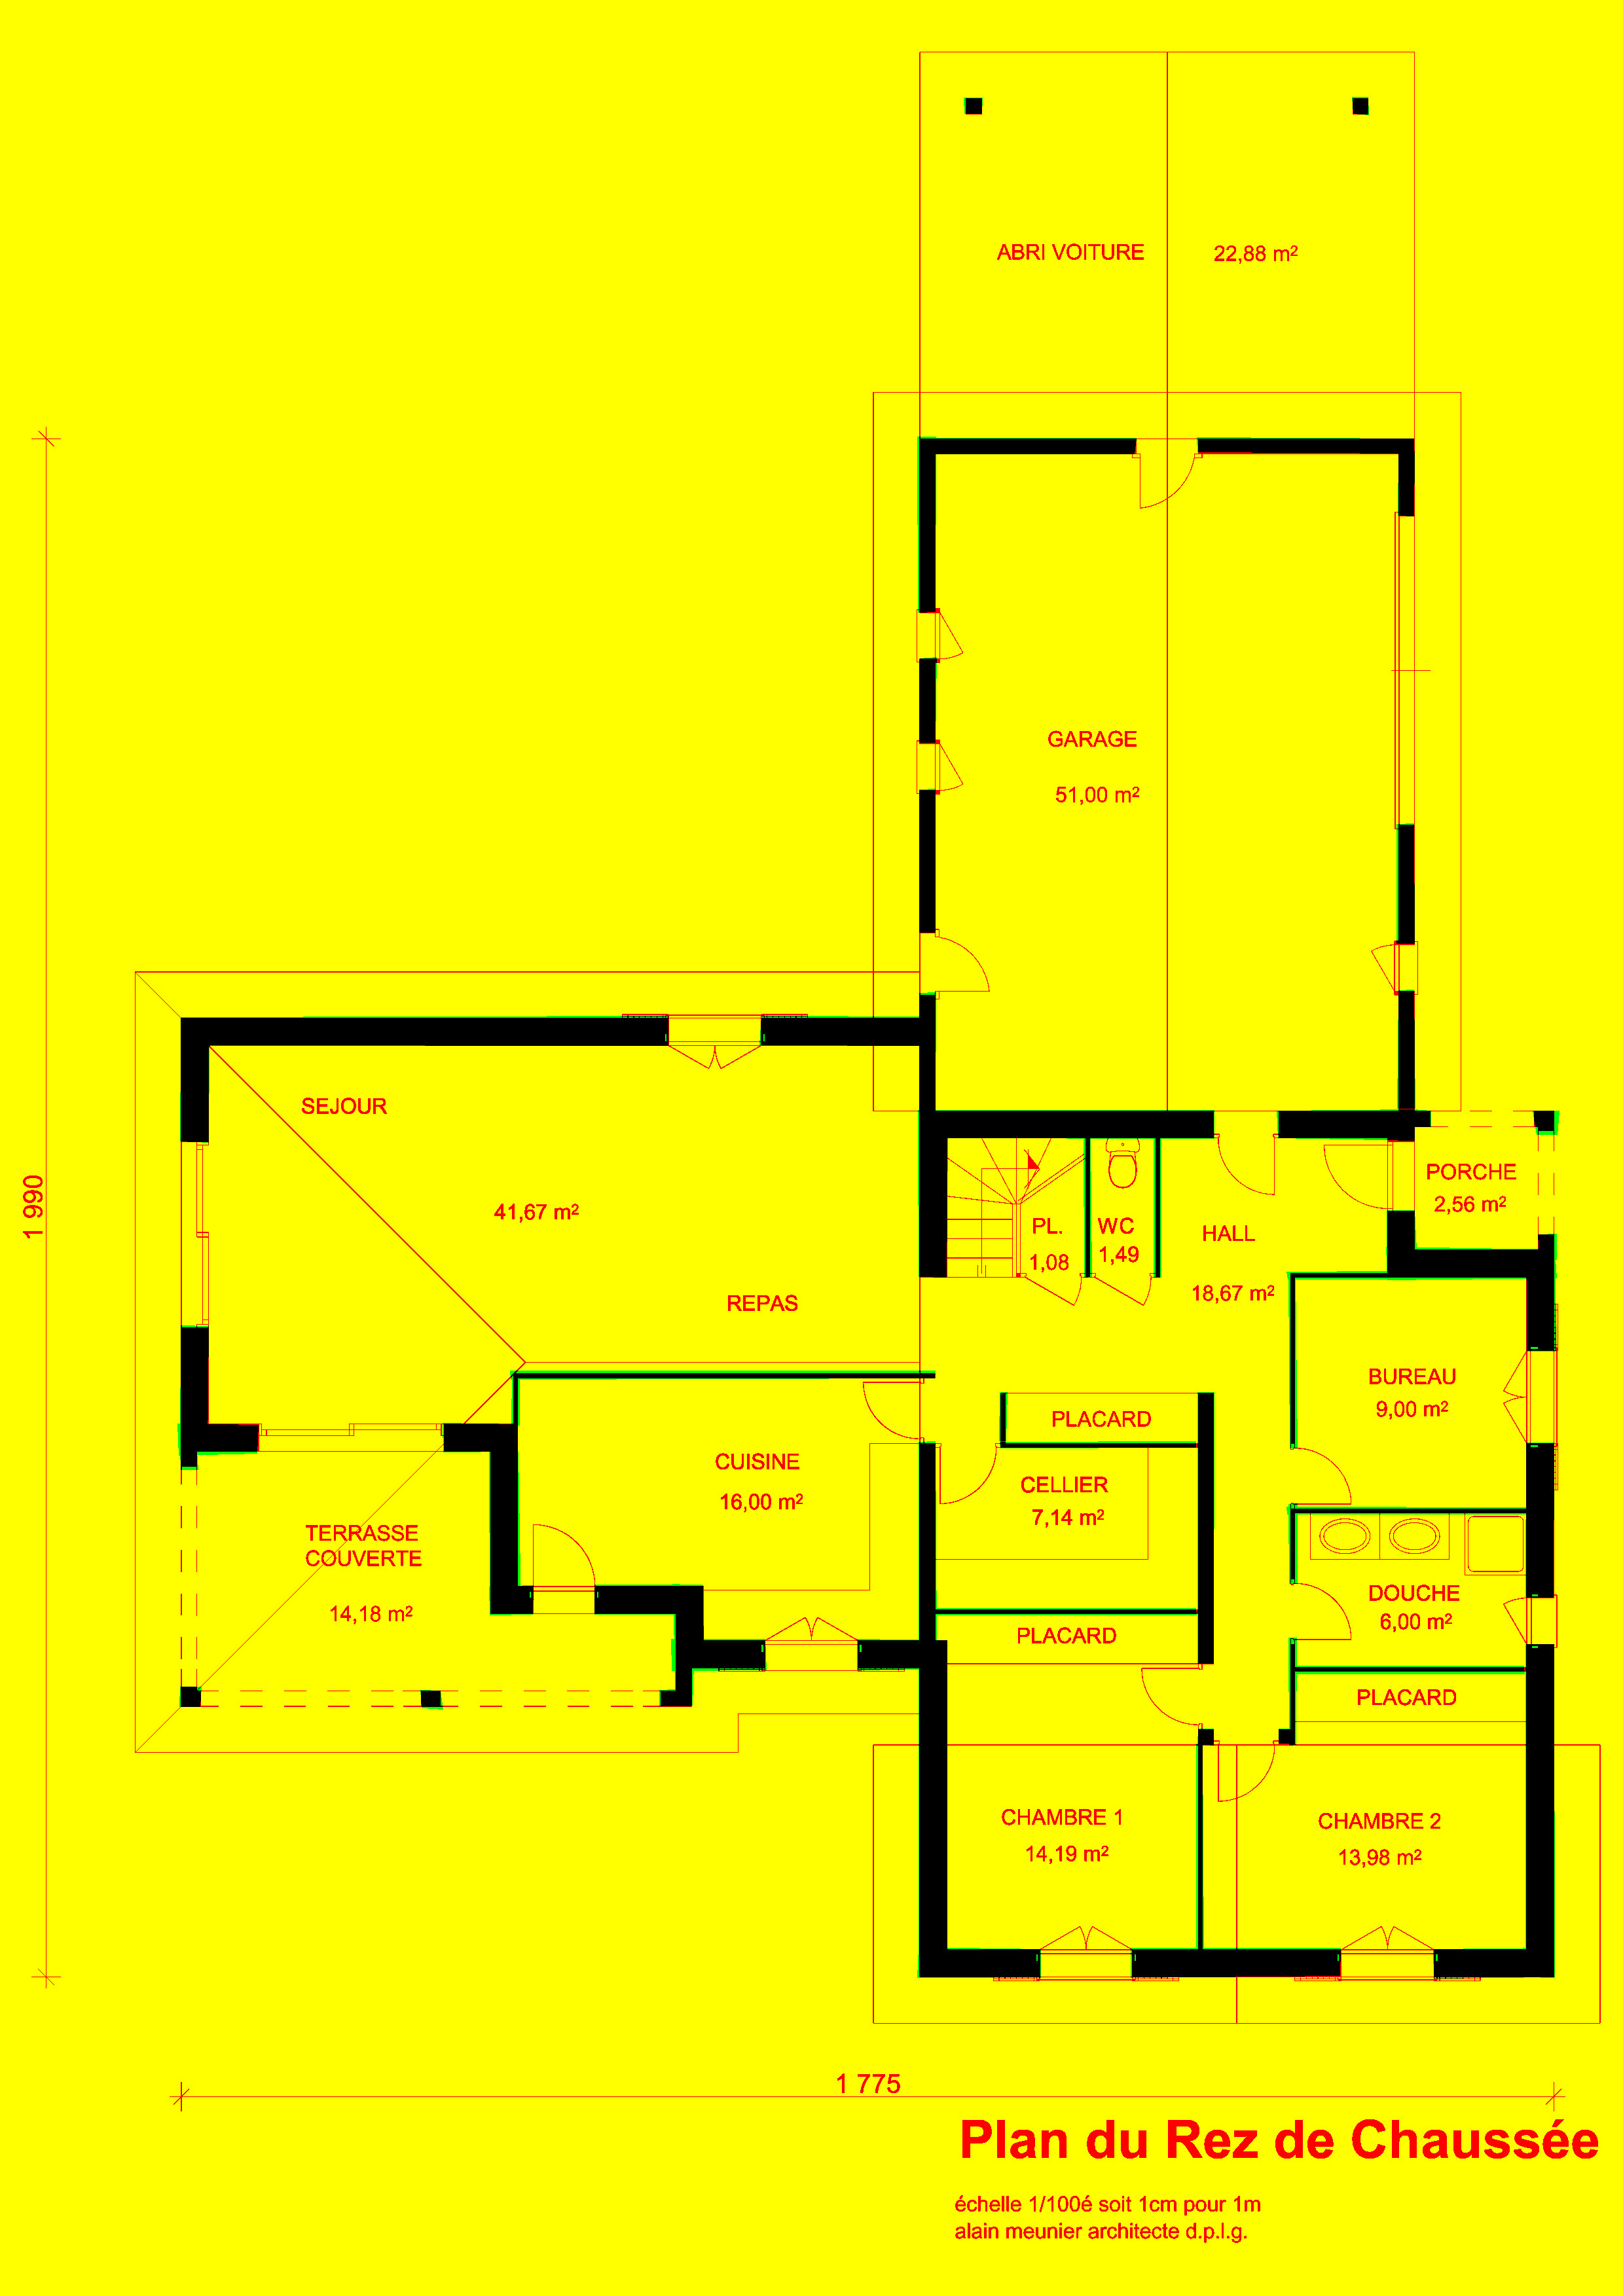 ABRI VOITURE 22,88 m²
GARAGE
51,00 m²
SEJOUR
41,67 m²
REPAS
1 990
PL.
1,08
WC
1,49
HALL
18,67 m²
PORCHE
2,56 m²
BUREAU
9,00 m²
PLACARD
CUISINE
16,00 m²
CELLIER
7,14 m²
TERRASSE
COUVERTE
14,18 m²
DOUCHE
6,00 m²
PLACARD
PLACARD
CHAMBRE 1
14,19 m²
CHAMBRE 2
13,98 m²
1 775
Plan du Rez de Chaussée
échelle 1/100é soit 1cm pour 1m
alain meunier architecte d.p.l.g.